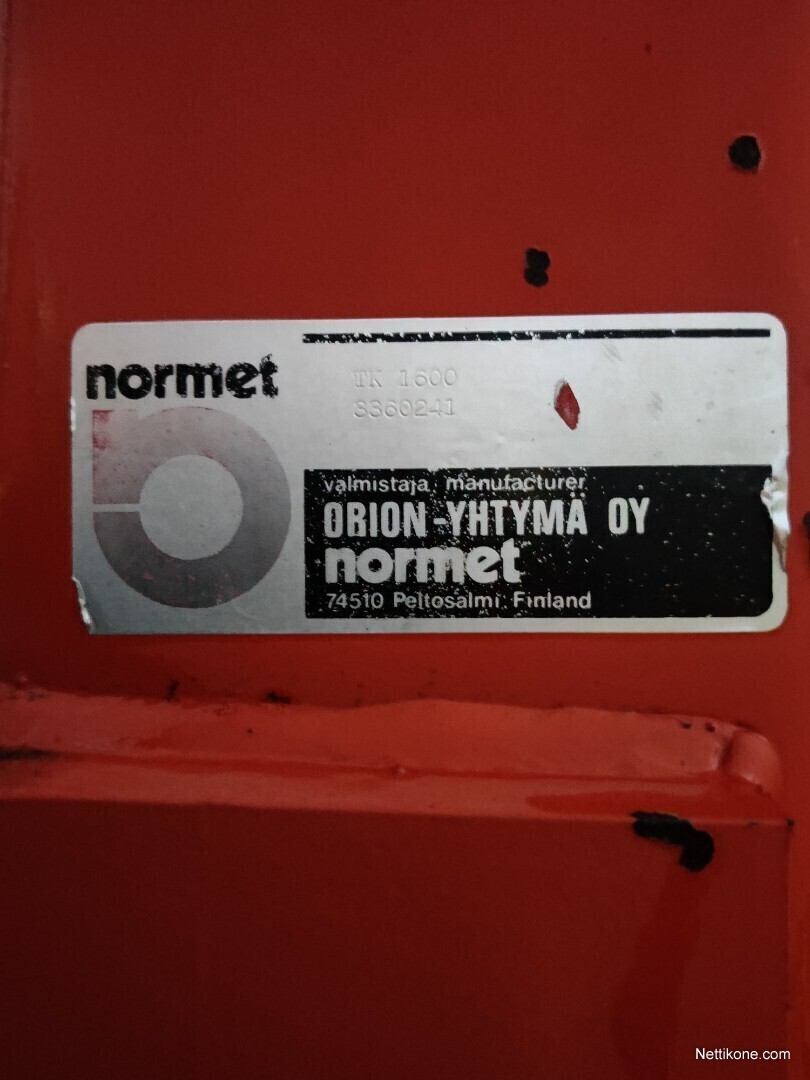 normet
TK 1600
3360241
valmistaja manufacturer
ORION-YHTYMÄ OY
normet
74510 Peltosalmi Finland
Nettikone.com